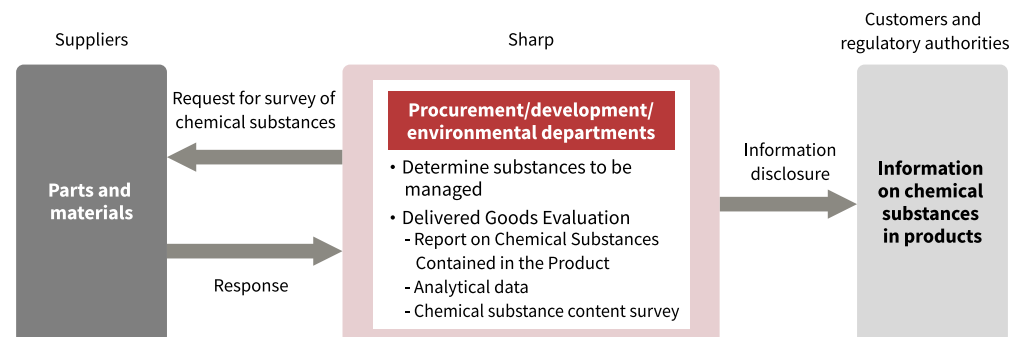 Suppliers
Sharp
Customers and
regulatory authorities
Request for survey of
chemical substances
Parts and
materials
Response
Procurement/development/
environmental departments
・Determine substances to be
managed
・Delivered Goods Evaluation
- Report on Chemical Substances
Contained in the Product
- Analytical data
- Chemical substance content survey
Information
disclosure
Information
on chemical
substances
in products